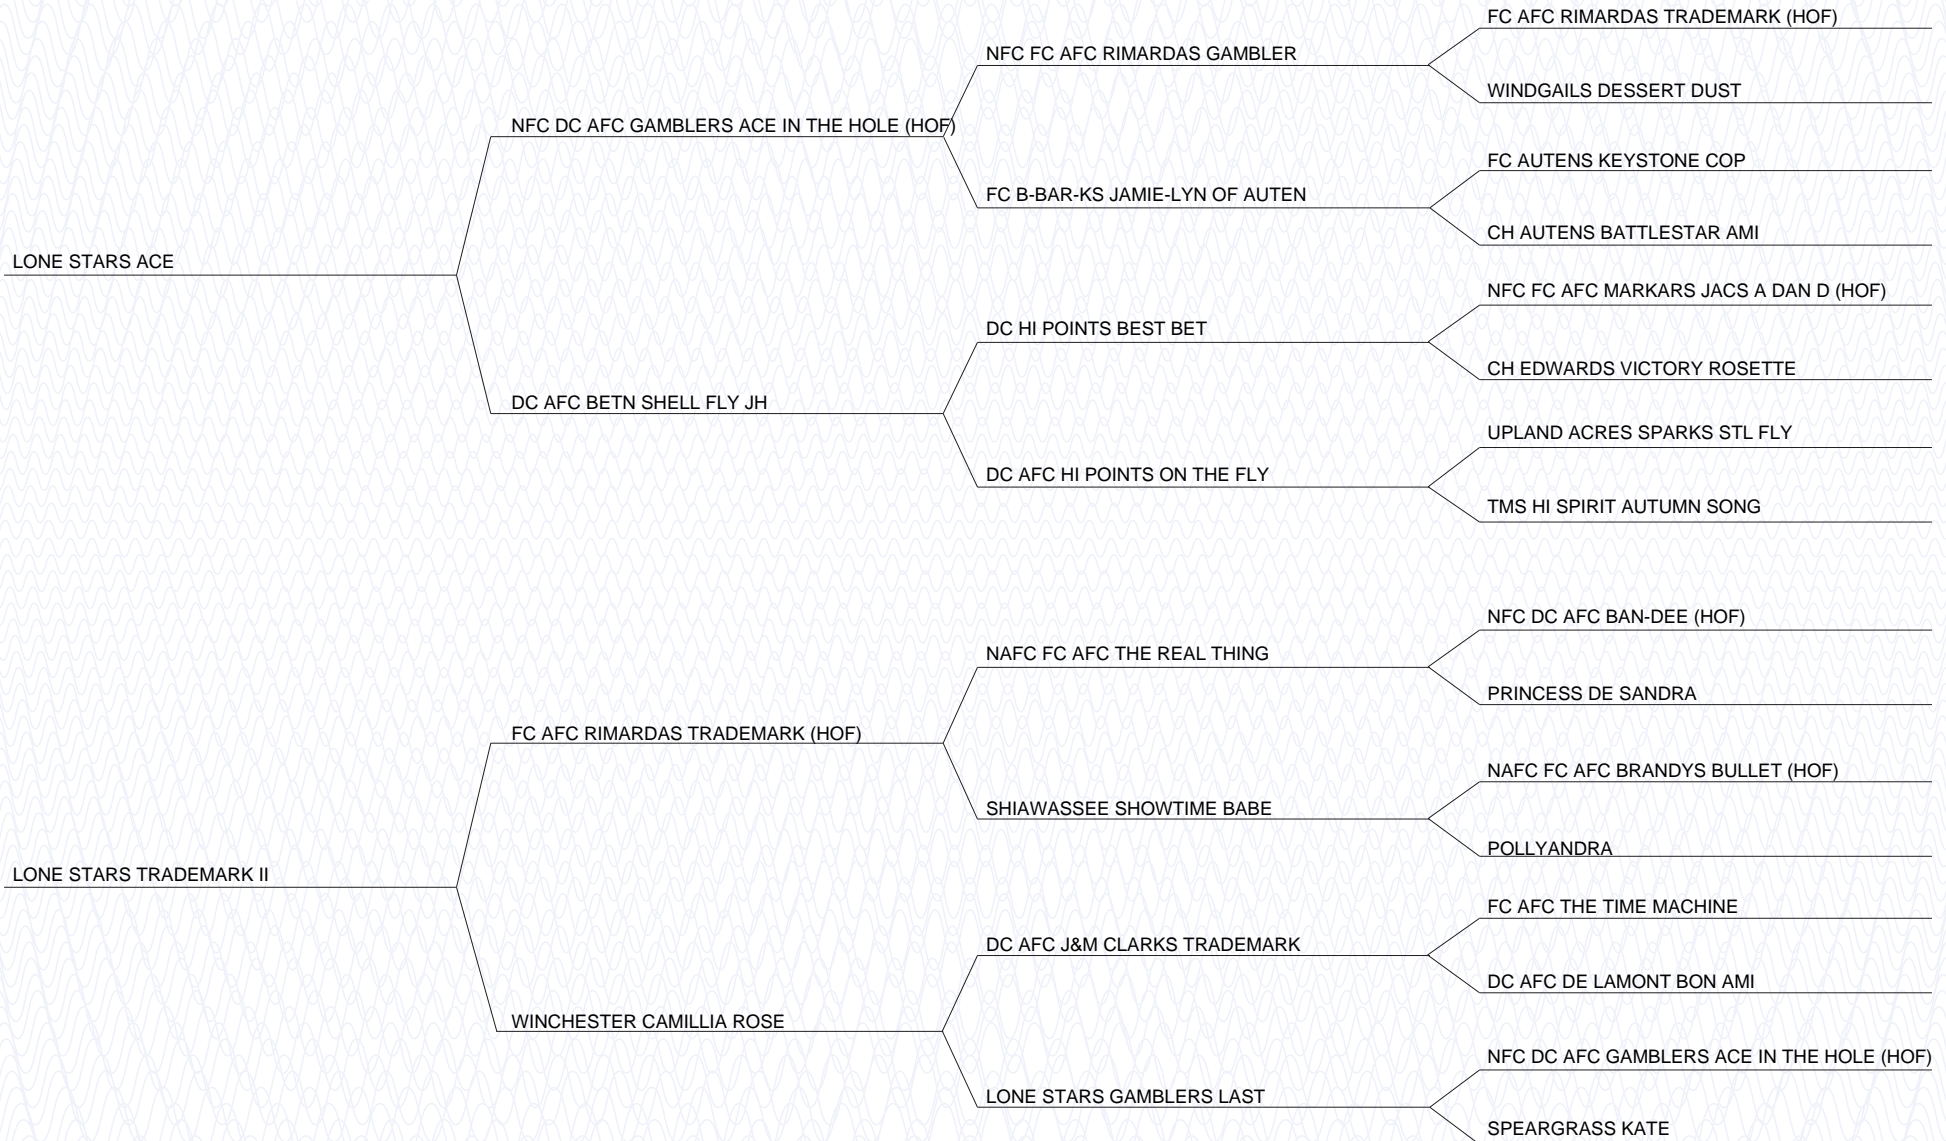 FC AFC RIMARDAS TRADEMARK (HOF)
NFC FC AFC RIMARDAS GAMBLER
WINDGAILS DESSERT DUST
NFC DC AFC GAMBLERS ACE IN THE HOLE (HOF)
FC AUTENS KEYSTONE COP
FC B-BAR-KS JAMIE-LYN OF AUTEN
CH AUTENS BATTLESTAR AMI
LONE STARS ACE
NFC FC AFC MARKARS JACS A DAN D (HOF)
DC HI POINTS BEST BET
CH EDWARDS VICTORY ROSETTE
DC AFC BETN SHELL FLY JH
UPLAND ACRES SPARKS STL FLY
DC AFC HI POINTS ON THE FLY
TMS HI SPIRIT AUTUMN SONG
NFC DC AFC BAN-DEE (HOF)
NAFC FC AFC THE REAL THING
PRINCESS DE SANDRA
FC AFC RIMARDAS TRADEMARK (HOF)
NAFC FC AFC BRANDYS BULLET (HOF)
SHIAWASSEE SHOWTIME BABE
POLLYANDRA
LONE STARS TRADEMARK II
FC AFC THE TIME MACHINE
DC AFC J&M CLARKS TRADEMARK
DC AFC DE LAMONT BON AMI
WINCHESTER CAMILLIA ROSE
NFC DC AFC GAMBLERS ACE IN THE HOLE (HOF)
LONE STARS GAMBLERS LAST
SPEARGRASS KATE